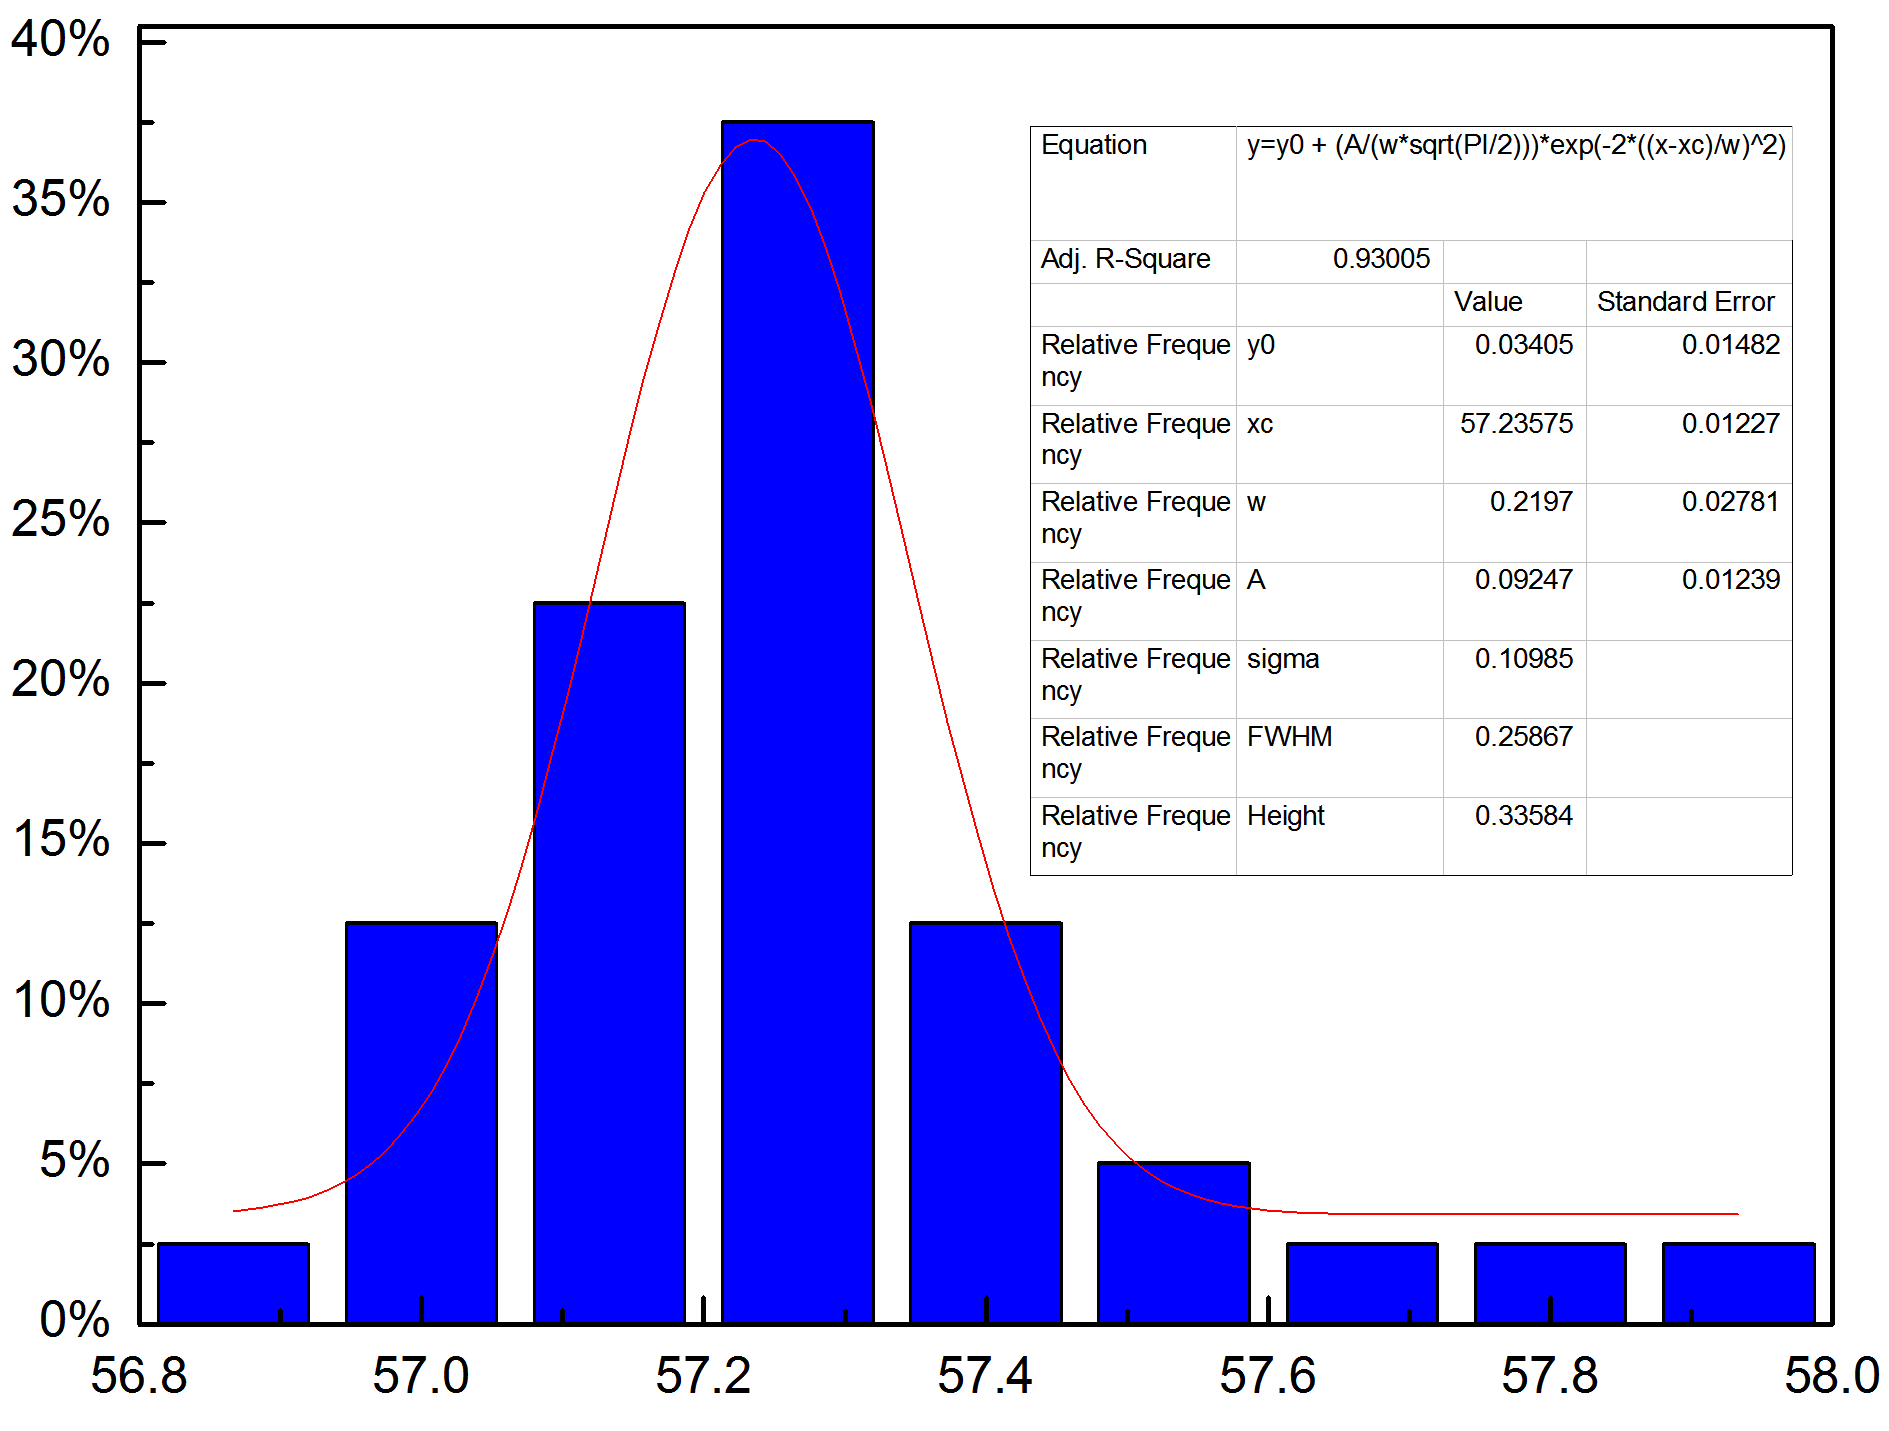 40%
35%
30%
25%
20%
15%
10%
5%
0%
56.8 57.0 57.2 57.4 57.6 57.8 58.0
Equation y=y0 + (A/(w*sqrt(PI/2)))*exp(-2*((x-xc)/w)^2)
Adj. R-Square 0.93005
Value Standard Error
Relative Freque y0 0.03405 0.01482
ncy
Relative Freque xc 57.23575 0.01227
ncy
Relative Freque w 0.2197 0.02781
ncy
Relative Freque A 0.09247 0.01239
ncy
Relative Freque sigma 0.10985
ncy
Relative Freque FWHM 0.25867
ncy
Relative Freque Height 0.33584
ncy